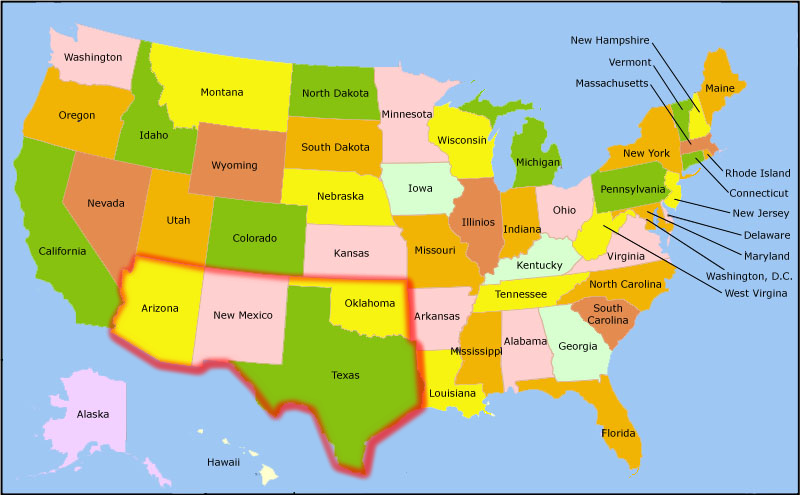 New Hampshire
Vermont
Massachusetts
Washington
Montana
North Dakota
Minnesota
Maine
Oregon
Idaho
Wisconsin
South Dakota
Michigan
New York
Wyoming
Rhode Island
Connecticut
Nebraska
Iowa
Pennsylvania
Nevada
Utah
Illinios
Indiana
Ohio
New Jersey
Delaware
California
Colorado
Kansas
Missouri
Kentucky
Virginia
Maryland
Washington, D.C.
West Virgina
Arizona
New Mexico
Oklahoma
Arkansas
Tennessee
North Carolina
South
Carolina
Mississippi
Alabama
Georgia
Texas
Louisiana
Alaska
Florida
Hawaii